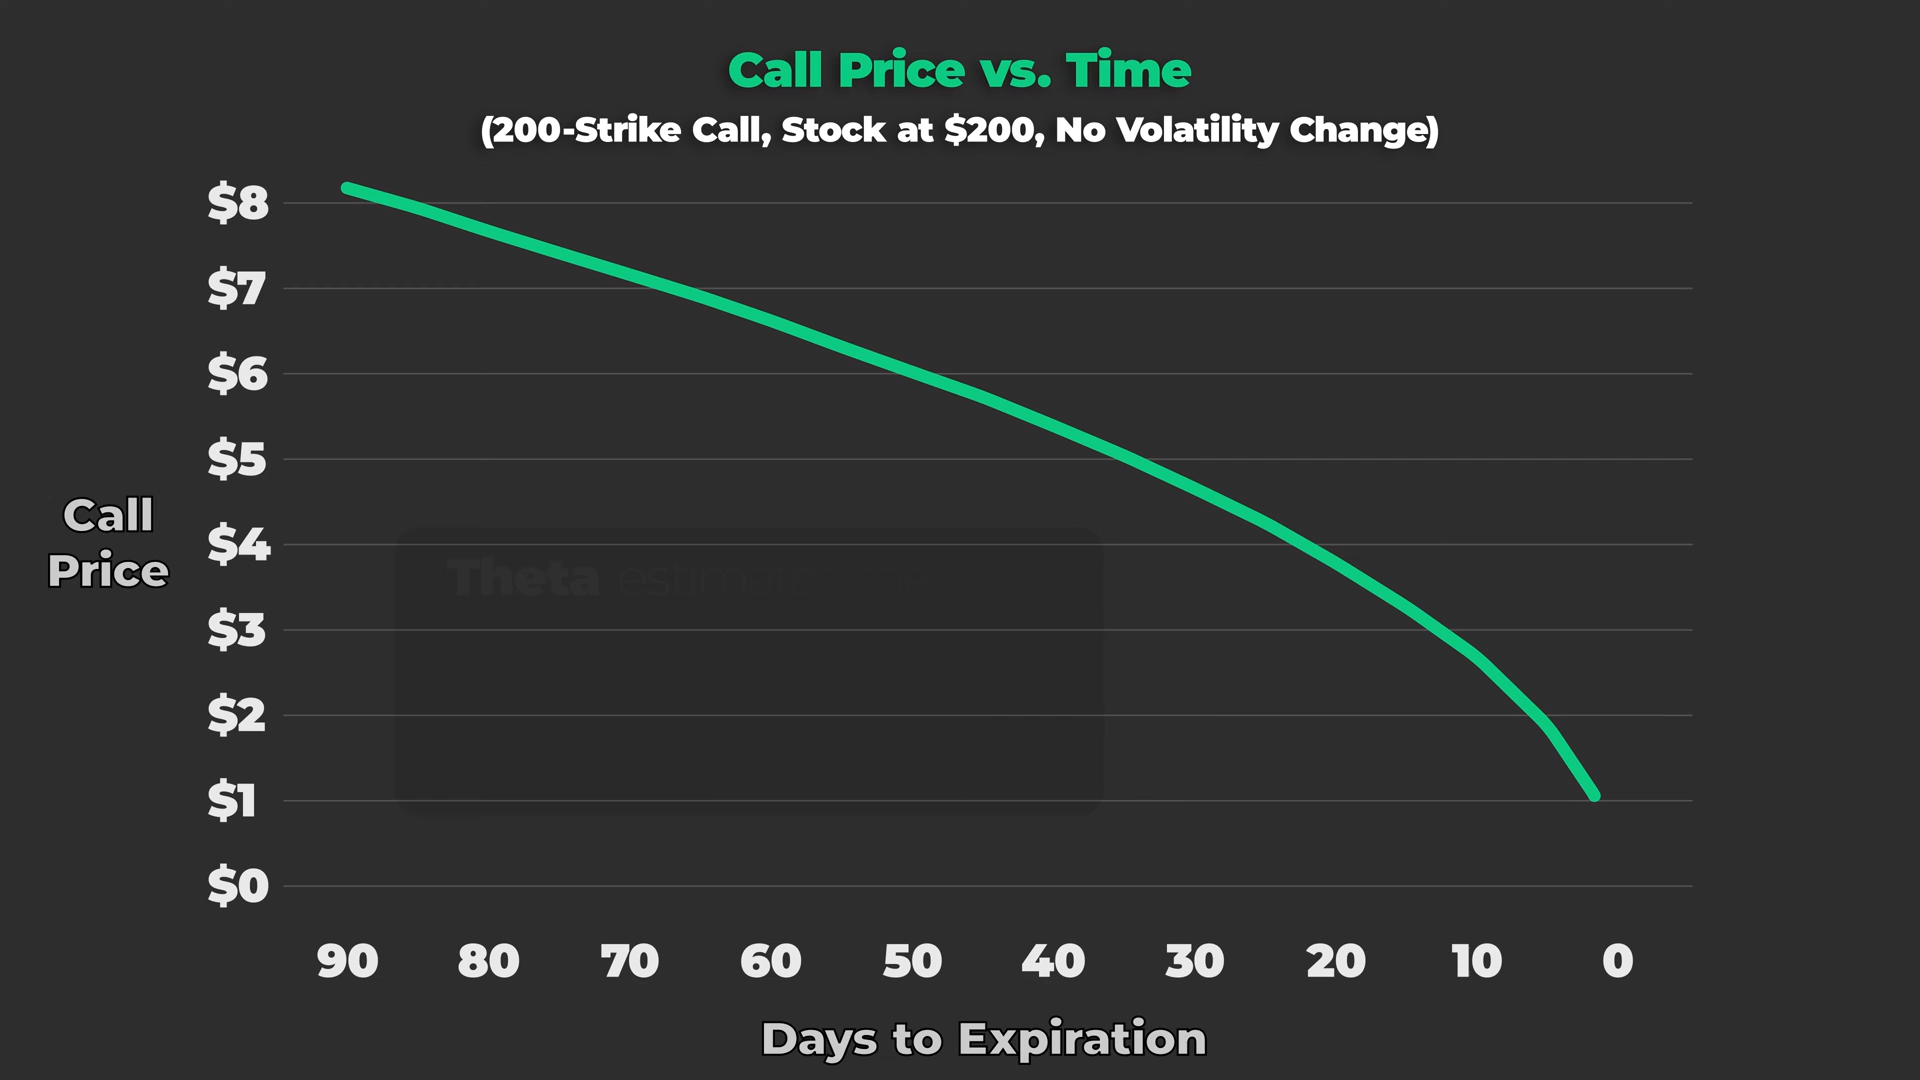 Call Price vs. Time
(200-Strike Call, Stock at $200, No Volatility Change)
$8
$7
$6
$5
$4
$3
$2
$1
$0
Call
Price
Theta
90 80 70 60 50 40 30 20 10 0
Days to Expiration